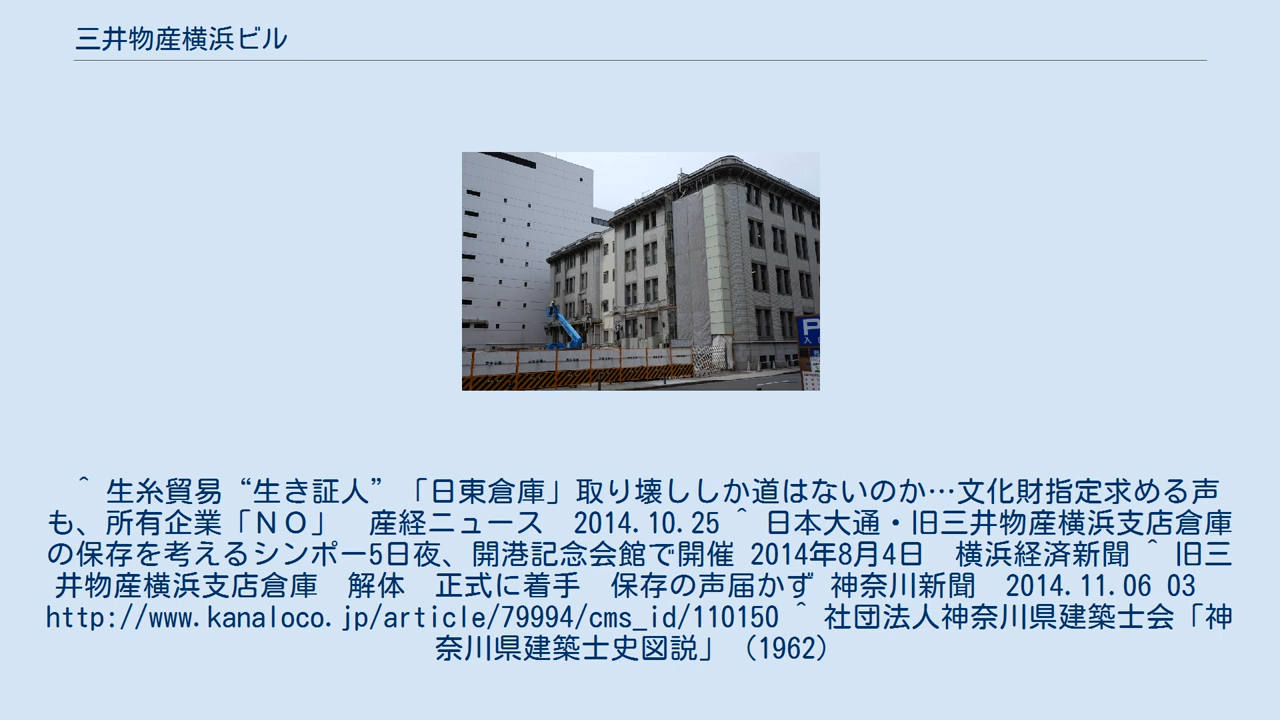 三井物産横浜ビル
P
入
^ 生糸貿易“生き証人”「日東倉庫」取り壊ししか道はないのか…文化財指定求める声
も、所有企業「ＮＯ」　産経ニュース　2014.10.25 ^ 日本大通・旧三井物産横浜支店倉庫
の保存を考えるシンポー5日夜、開港記念会館で開催 2014年8月4日　横浜経済新聞 ^ 旧三
井物産横浜支店倉庫　解体　正式に着手　保存の声届かず 神奈川新聞　2014.11.06 03
http://www.kanaloco.jp/article/79994/cms_id/110150 ^ 社団法人神奈川県建築士会「神
奈川県建築士史図説」（1962）